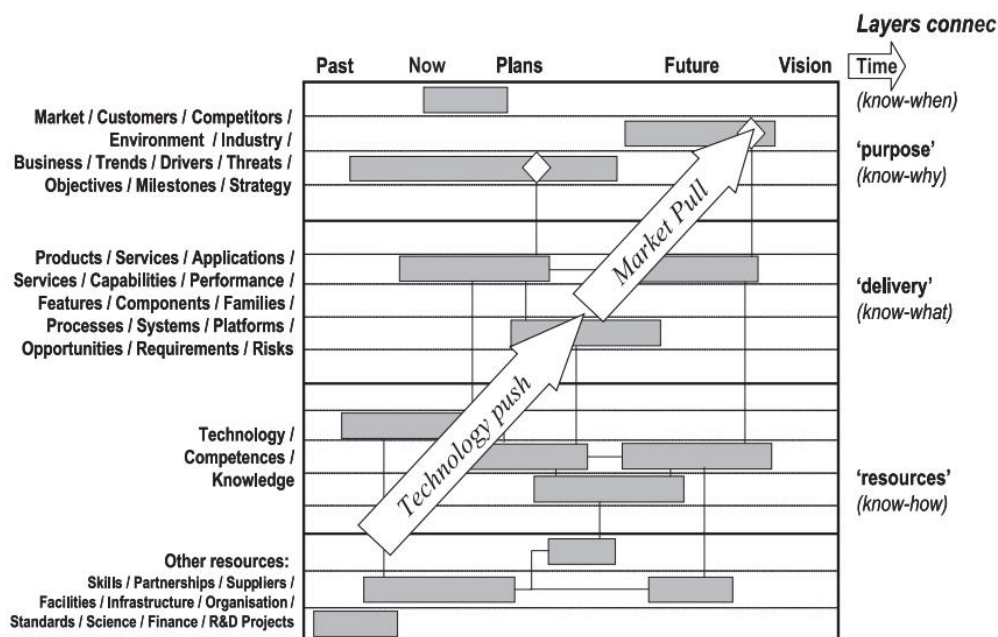 Layers connec
Past Now Plans Future Vision Time
(know-when)
Market / Customers / Competitors /
Environment / Industry /
Business / Trends / Drivers / Threats /
Objectives / Milestones / Strategy
'purpose'
(know-why)
Market Pull
Products / Services / Applications /
Services / Capabilities / Performance /
Features / Components / Families /
Processes / Systems / Platforms /
Opportunities / Requirements / Risks
'delivery'
(know-what)
Technology push
Technology /
Competences /
Knowledge
'resources'
(know-how)
Other resources:
Skills / Partnerships / Suppliers /
Facilities / Infrastructure / Organisation /
Standards / Science / Finance / R&D Projects